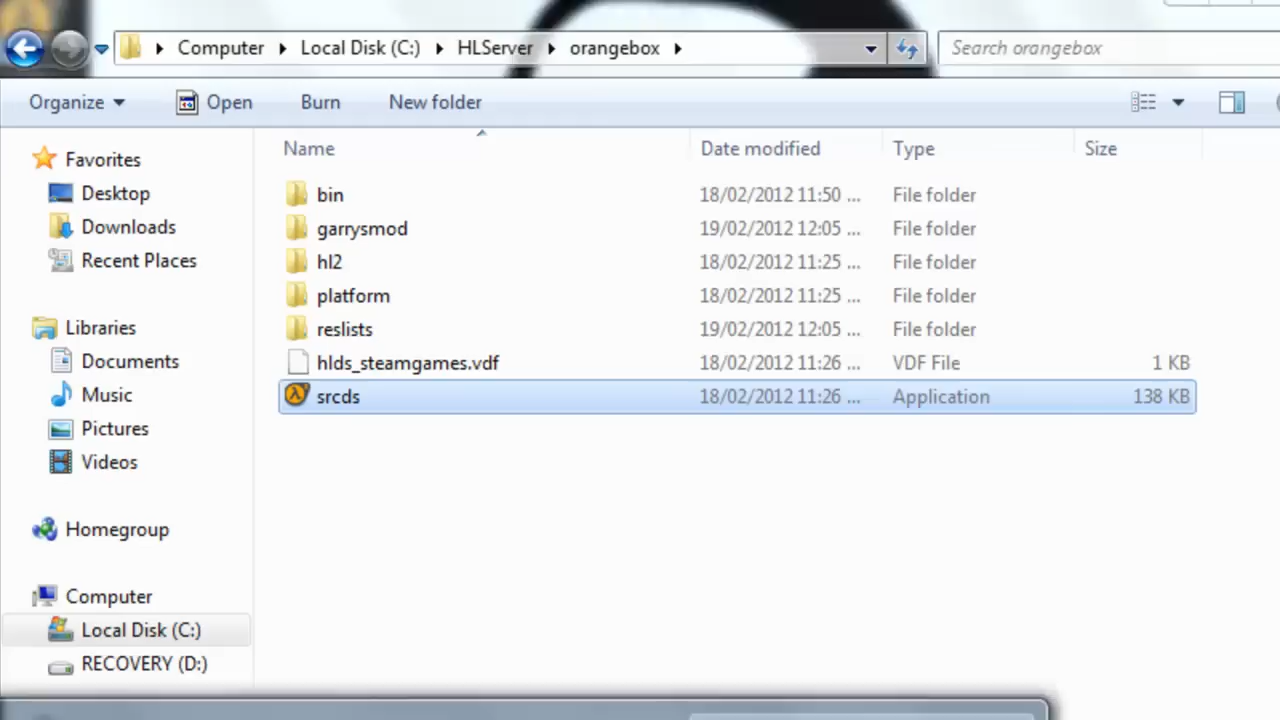 Computer Local Disk (C:) HLServer orangebox Search orangebox
Organize Open Burn New folder
Name Date modified Type Size
Favorites
Desktop
Downloads
Recent Places
Libraries
Documents
Music
Pictures
Videos
Homegroup
Computer
Local Disk (C:)
RECOVERY (D:)
bin 18/02/2012 11:50 ... File folder
garrysmod 19/02/2012 12:05 ... File folder
hl2 18/02/2012 11:25 ... File folder
platform 18/02/2012 11:25 ... File folder
reslists 19/02/2012 12:05 ... File folder
hlds_steamgames.vdf 18/02/2012 11:26 ... VDF File 1 KB
srcds 18/02/2012 11:26 ... Application 138 KB